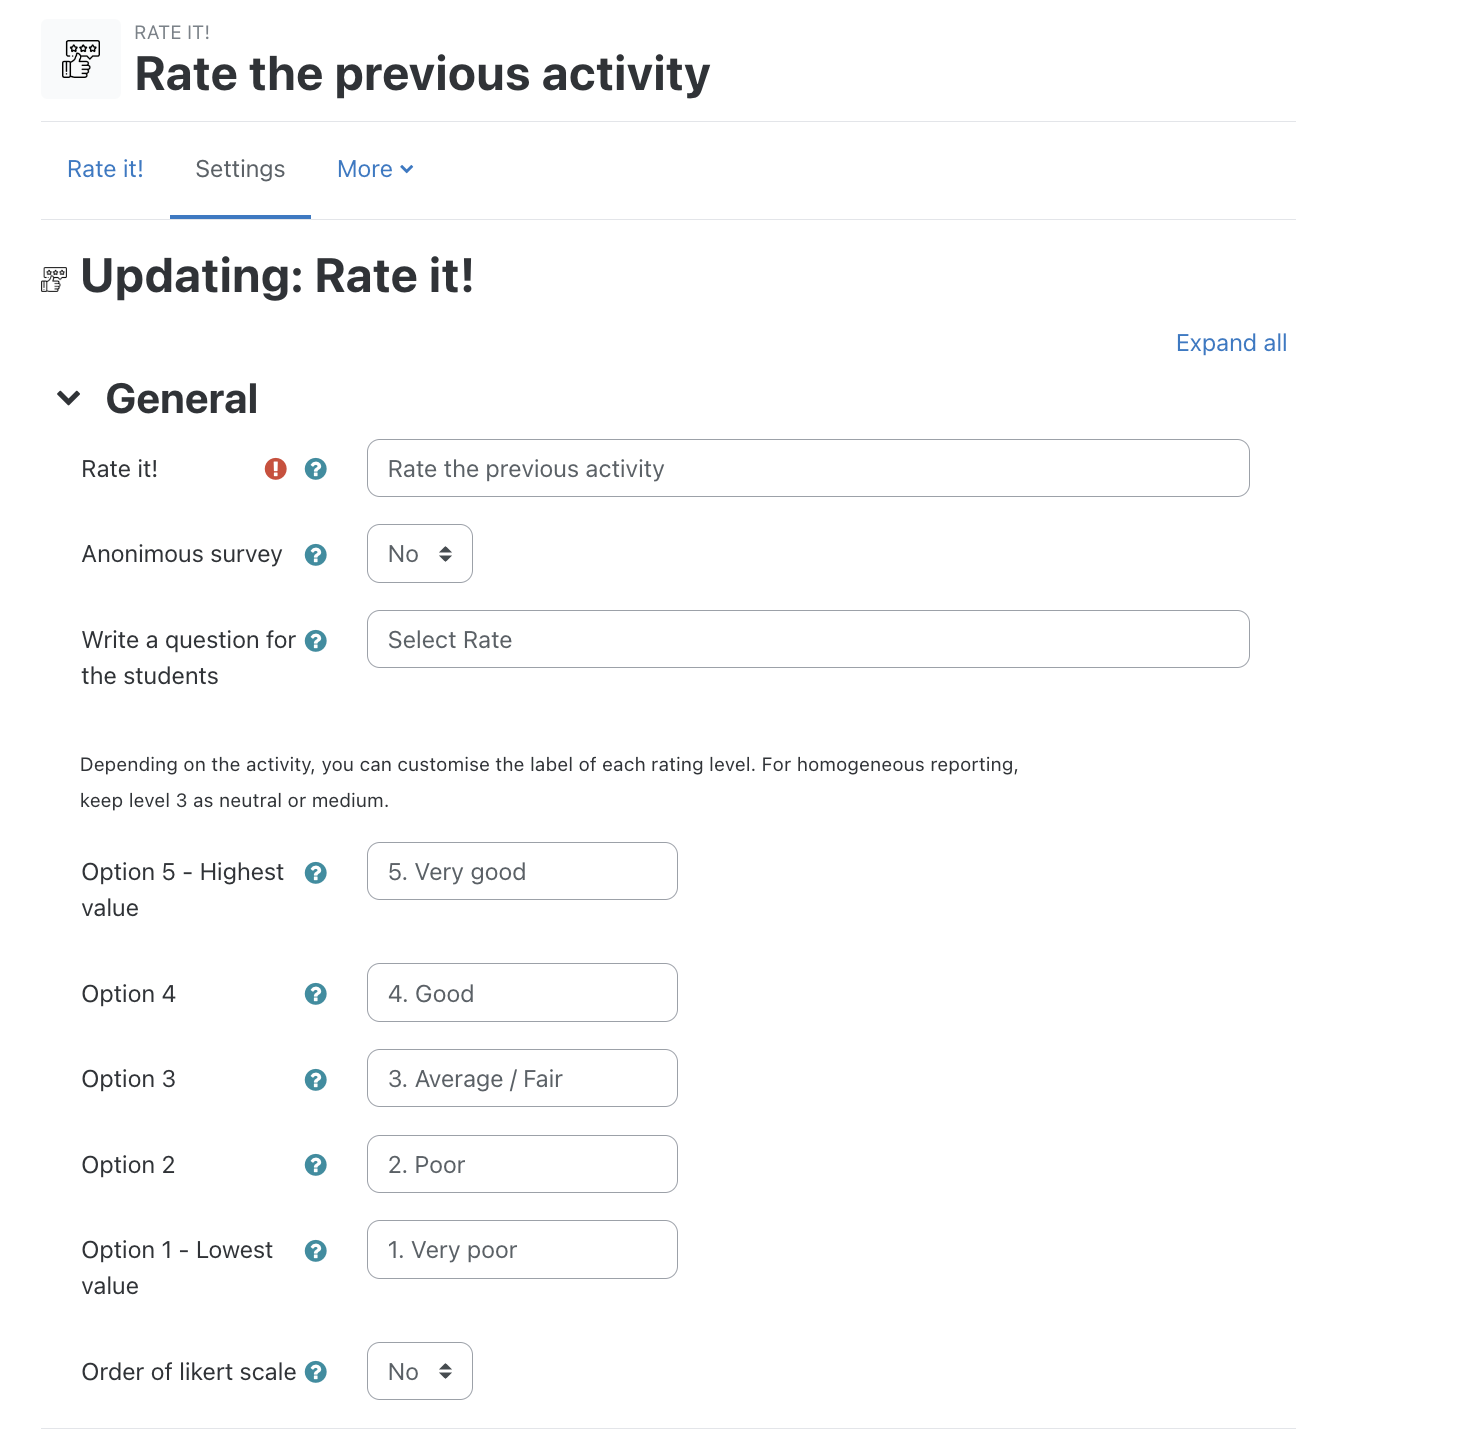 RATE IT!
Rate the previous activity
Rate it!
Settings
More
Updating: Rate it!
Expand all
General
Rate it!
Rate the previous activity
Anonimous survey
No
Write a question for
the students
Select Rate
Depending on the activity, you can customise the label of each rating level. For homogeneous reporting,
keep level 3 as neutral or medium.
Option 5 - Highest
value
5. Very good
Option 4
4. Good
Option 3
3. Average / Fair
Option 2
2. Poor
Option 1 - Lowest
value
1. Very poor
Order of likert scale
No